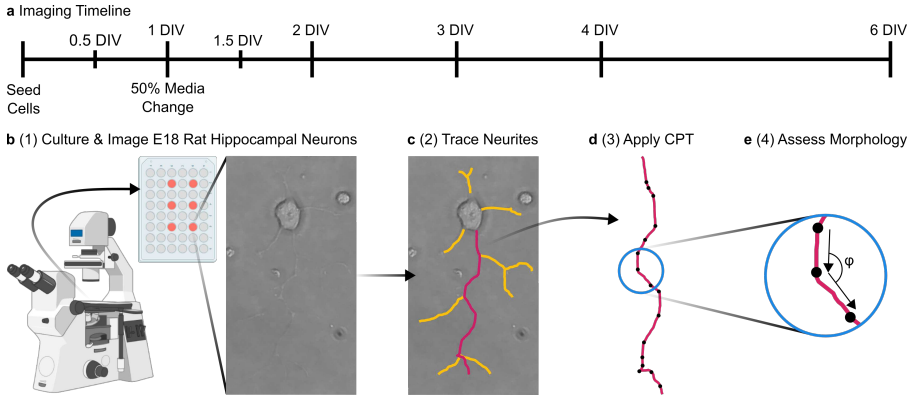 a Imaging Timeline
0.5 DIV
1 DIV
1.5 DIV
2 DIV
3 DIV
4 DIV
6 DIV
Seed
Cells
50% Media
Change
b (1) Culture & Image E18 Rat Hippocampal Neurons
c (2) Trace Neurites
d (3) Apply CPT
e (4) Assess Morphology
φ